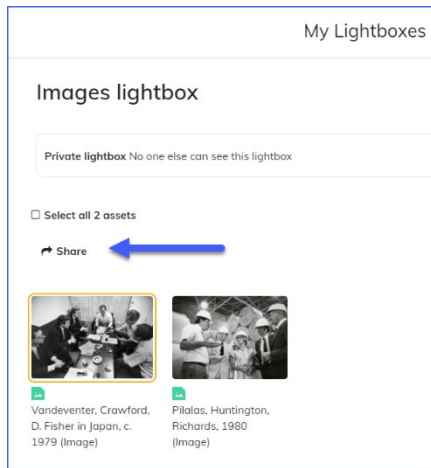 My Lightboxes
Images lightbox
Private lightbox No one else can see this lightbox
Select all 2 assets
Share
Vandeventer, Crawford,
D. Fisher in Japan, c.
1979 (Image)
Pilalas, Huntington,
Richards, 1980
(Image)